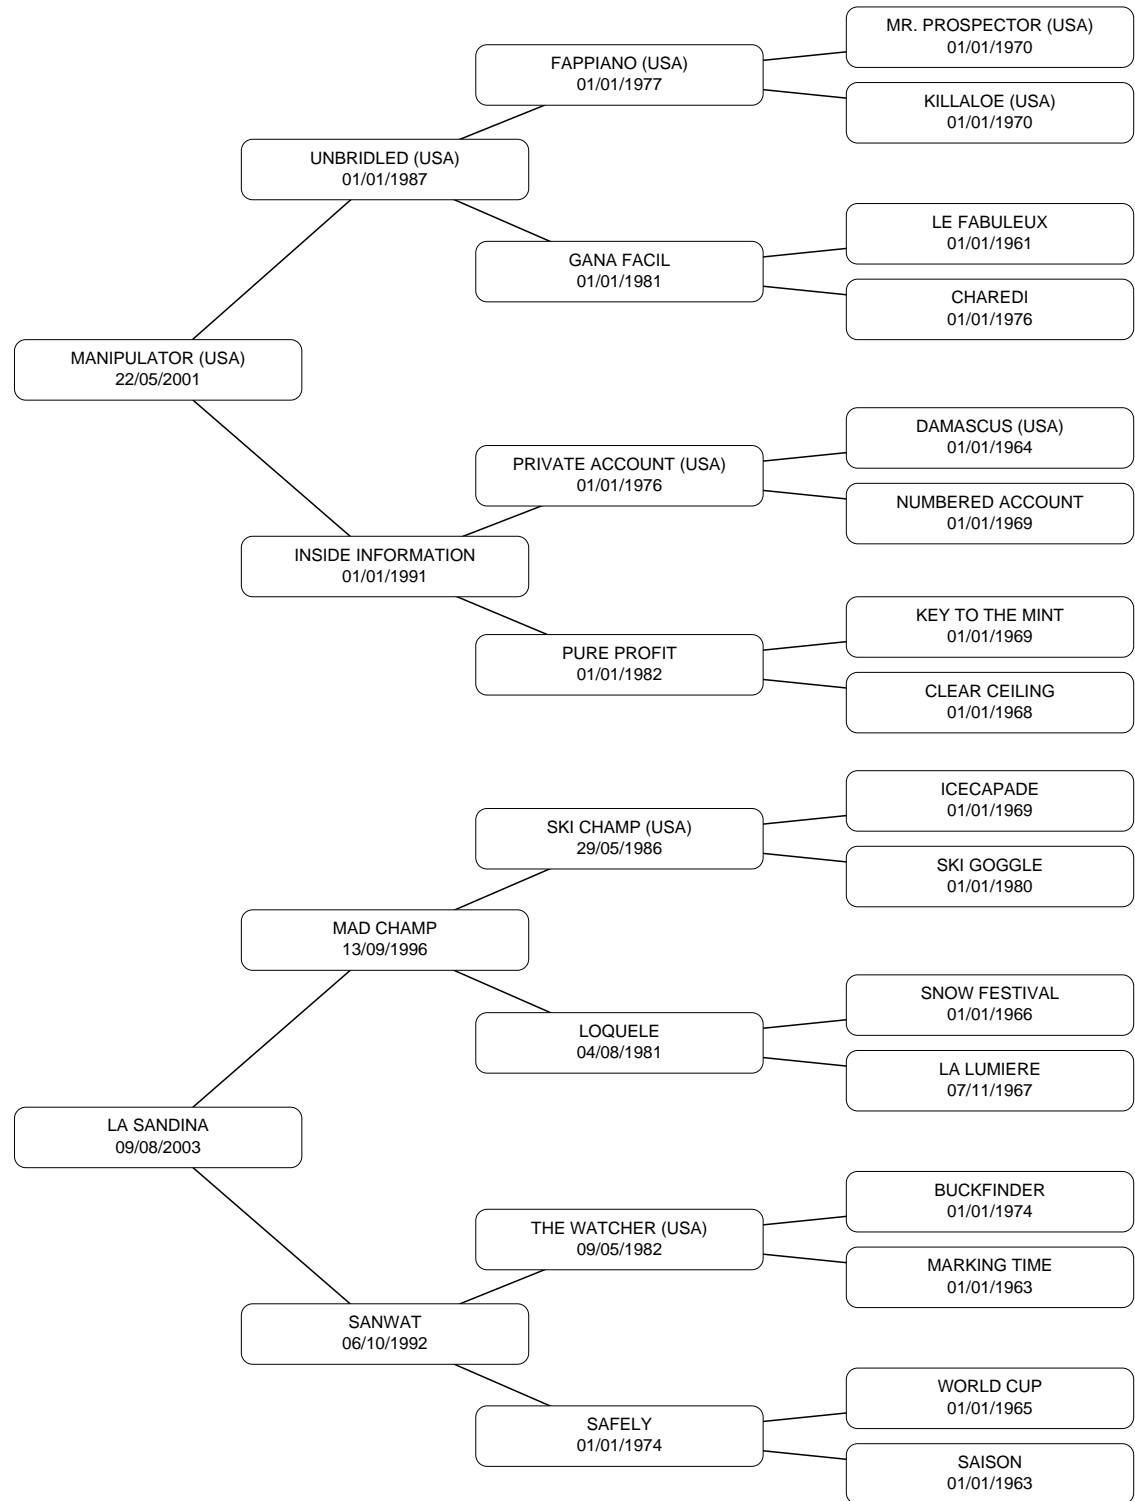 MR. PROSPECTOR (USA)
01/01/1970
FAPPIANO (USA)
01/01/1977
KILLALOE (USA)
01/01/1970
UNBRIDLED (USA)
01/01/1987
LE FABULEUX
01/01/1961
GANA FACIL
01/01/1981
CHAREDI
01/01/1976
MANIPULATOR (USA)
22/05/2001
DAMASCUS (USA)
01/01/1964
PRIVATE ACCOUNT (USA)
01/01/1976
NUMBERED ACCOUNT
01/01/1969
INSIDE INFORMATION
01/01/1991
KEY TO THE MINT
01/01/1969
PURE PROFIT
01/01/1982
CLEAR CEILING
01/01/1968
ICECAPADE
01/01/1969
SKI CHAMP (USA)
29/05/1986
SKI GOGGLE
01/01/1980
MAD CHAMP
13/09/1996
SNOW FESTIVAL
01/01/1966
LOQUELE
04/08/1981
LA LUMIERE
07/11/1967
LA SANDINA
09/08/2003
BUCKFINDER
01/01/1974
THE WATCHER (USA)
09/05/1982
MARKING TIME
01/01/1963
SANWAT
06/10/1992
WORLD CUP
01/01/1965
SAFELY
01/01/1974
SAISON
01/01/1963